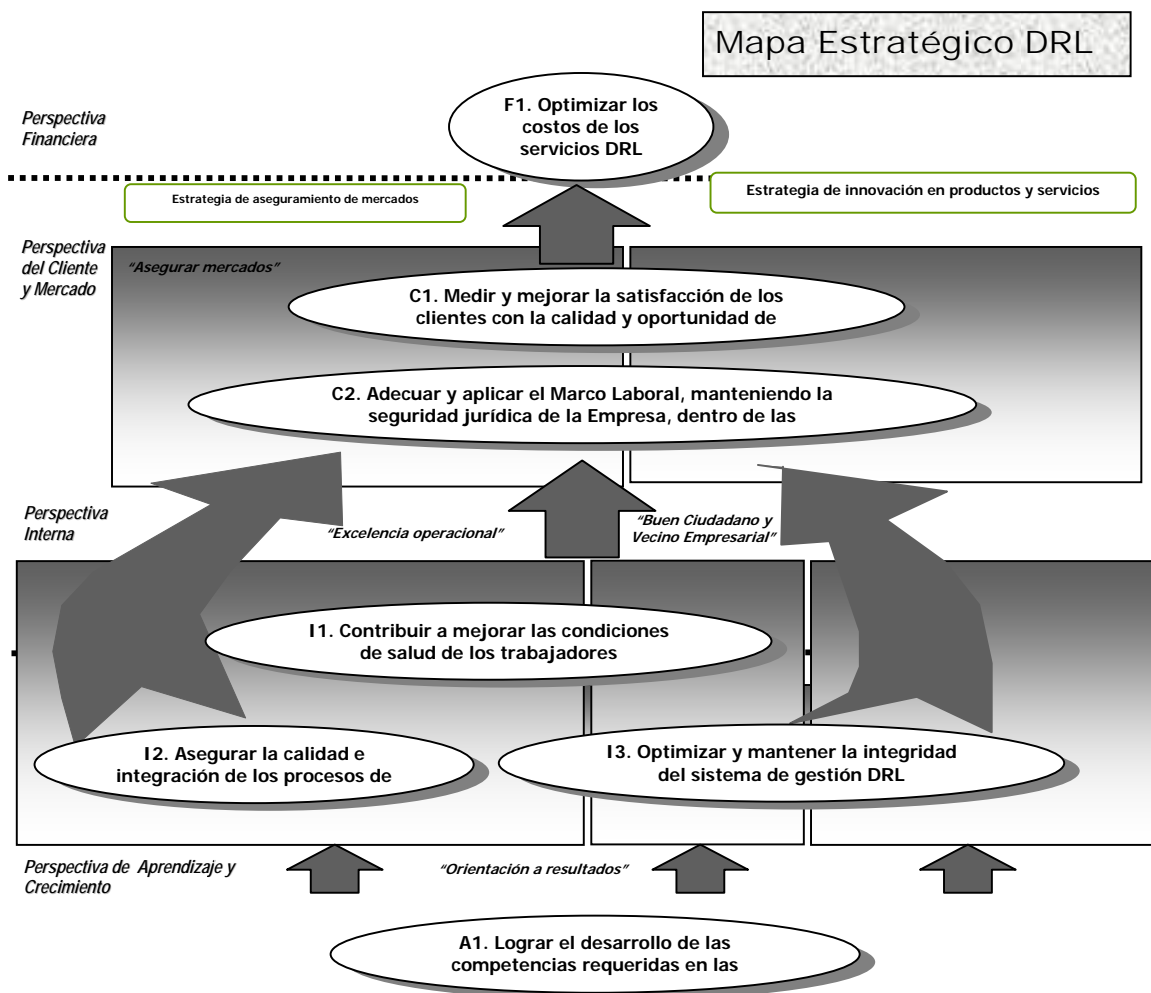 Mapa Estratégico DRL
F1. Optimizar los
costos de los
servicios DRL
Perspectiva
Financiera
Estrategia de aseguramiento de mercados
Estrategia de innovación en productos y servicios
Perspectiva
del Cliente
y Mercado
“Asegurar mercados”
C1. Medir y mejorar la satisfacción de los
clientes con la calidad y oportunidad de
C2. Adecuar y aplicar el Marco Laboral, manteniendo la
seguridad jurídica de la Empresa, dentro de las
Perspectiva
Interna
“Excelencia operacional”
“Buen Ciudadano y
Vecino Empresarial”
I1. Contribuir a mejorar las condiciones
de salud de los trabajadores
I2. Asegurar la calidad e
integración de los procesos de
I3. Optimizar y mantener la integridad
del sistema de gestión DRL
Perspectiva de Aprendizaje y
Crecimiento
“Orientación a resultados”
A1. Lograr el desarrollo de las
competencias requeridas en las